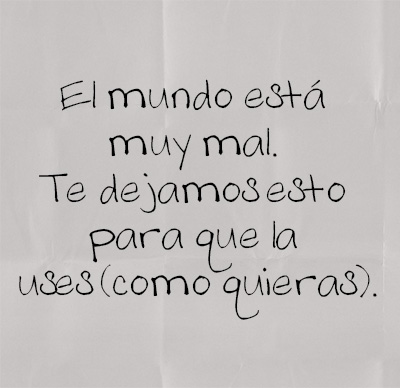 El mundo está
muy mal.
Te dejamos esto
para que la
uses (como quieras).